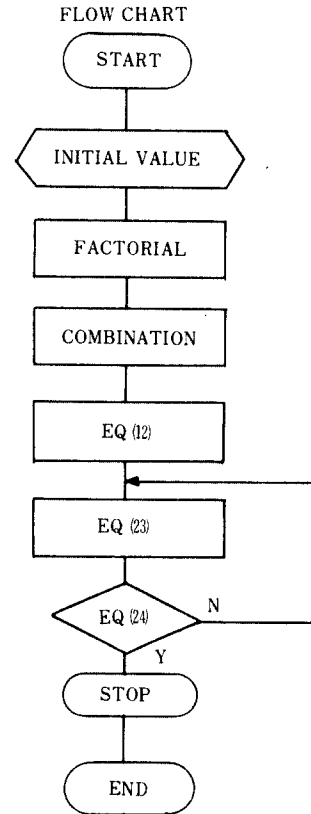 FLOW CHART
START
INITIAL VALUE
FACTORIAL
COMBINATION
EQ (12)
EQ (23)
EQ (24)
N
Y
STOP
END